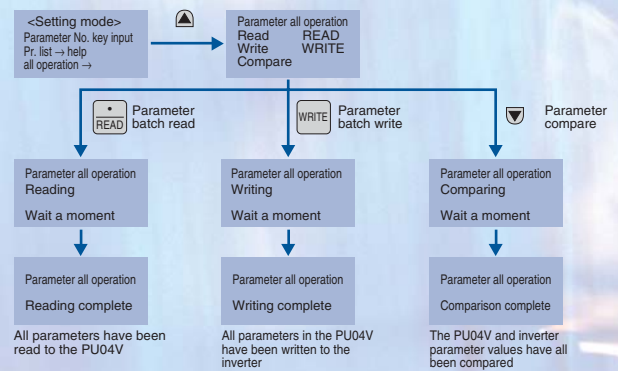 <Setting mode>
Parameter No. key input
Pr. list → help
all operation →
Parameter all operation
Read READ
Write WRITE
Compare
•
READ
Parameter
batch read
WRITE
Parameter
batch write
Parameter
compare
Parameter all operation
Reading
Wait a moment
Parameter all operation
Writing
Wait a moment
Parameter all operation
Comparing
Wait a moment
Parameter all operation
Reading complete
Parameter all operation
Writing complete
Parameter all operation
Comparison complete
All parameters have been
read to the PU04V
All parameters in the PU04V
have been written to the
inverter
The PU04V and inverter
parameter values have all
been compared